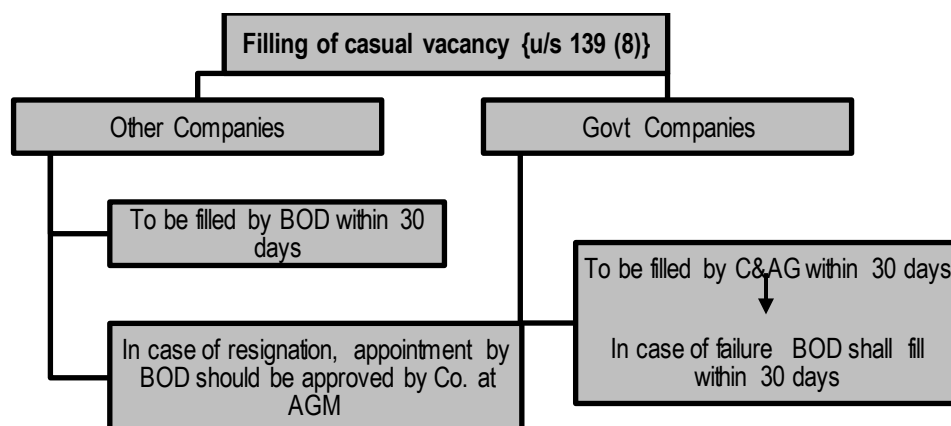 Filling of casual vacancy {u/s 139 (8)}
Other Companies
Govt Companies
To be filled by BOD within 30
days
In case of resignation, appointment by
BOD should be approved by Co. at
AGM
To be filled by C&AG within 30 days
In case of failure BOD shall fill
within 30 days